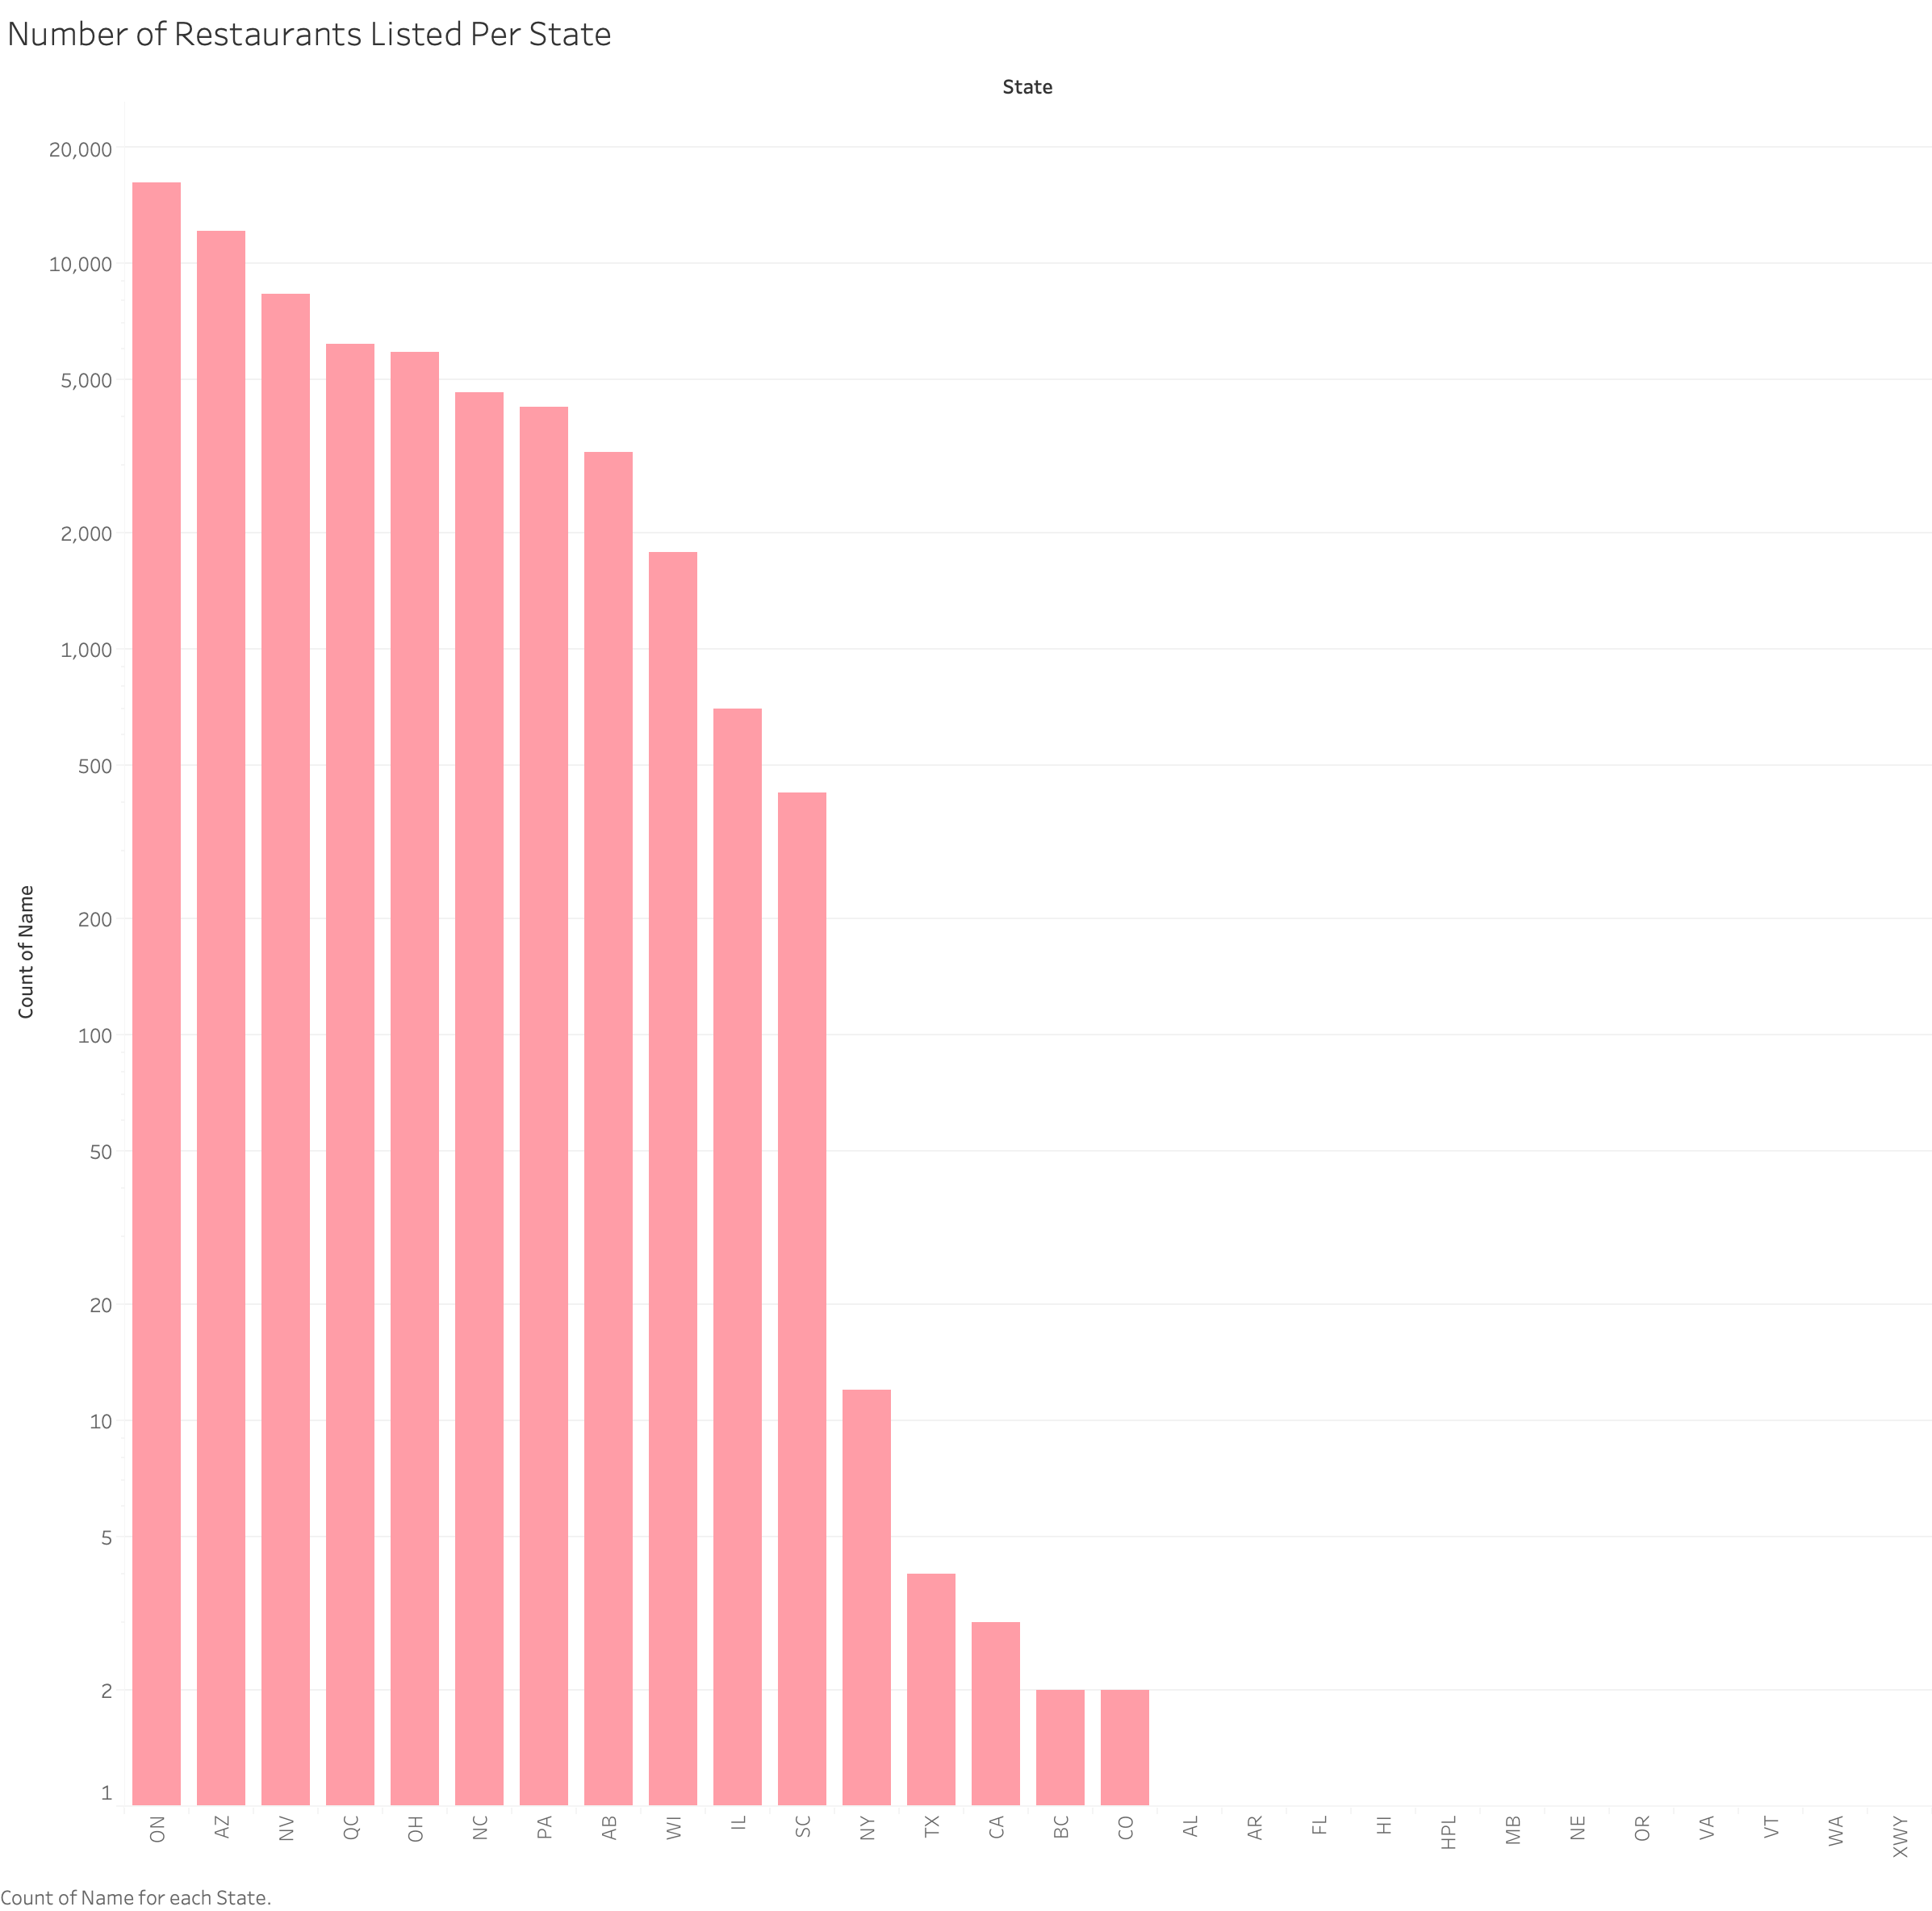 Number of Restaurants Listed Per State
State
20,000
10,000
5,000
2,000
1,000
500
200
100
50
20
10
5
2
1
Count of Name
ON AZ NV QC OH NC PA AB WI IL SC NY TX CA BC CO AL AR FL HI HPL MB NE OR VA VT WA XWY
Count of Name for each State.